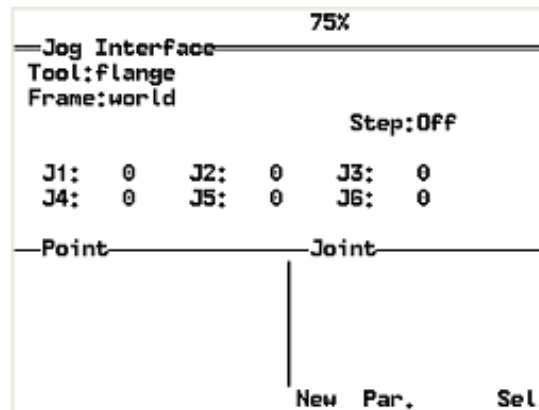 75%
Jog Interface
Tool:flange
Frame:world
Step:Off
J1: 0 J2: 0 J3: 0
J4: 0 J5: 0 J6: 0
Point Joint
New Par. Sel